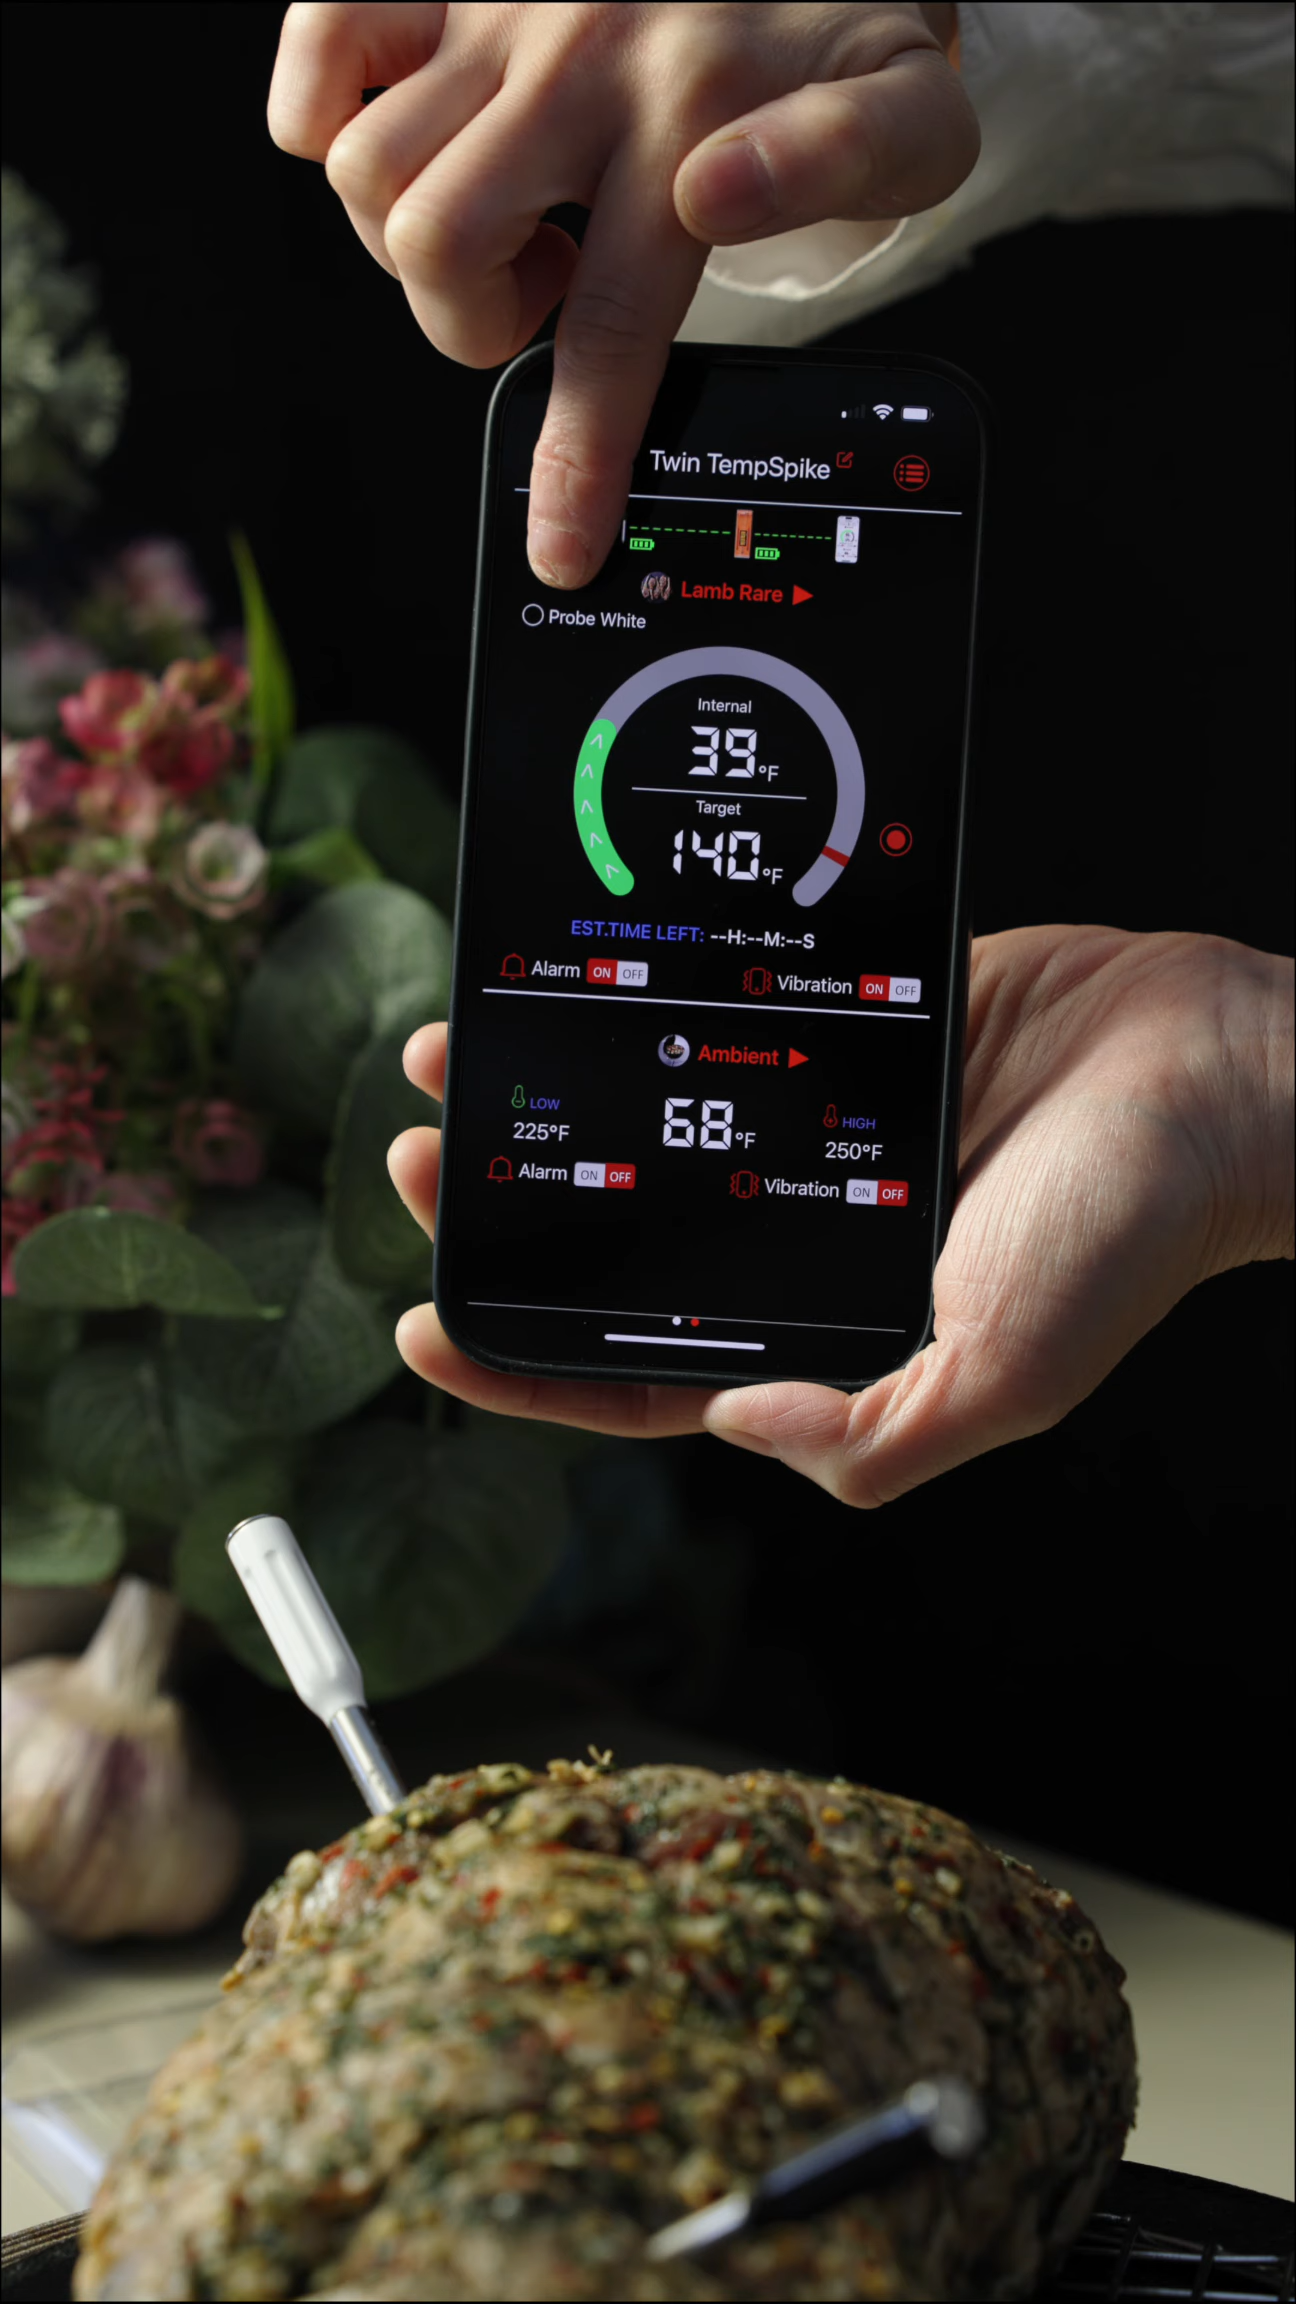 Twin TempSpike
Lamb Rare
Probe White
Internal
39°F
Target
140°F
EST.TIME LEFT: --H:--M:--S
Alarm ON OFF Vibration ON OFF
Ambient
LOW 68°F HIGH
225°F 250°F
Alarm ON OFF Vibration ON OFF